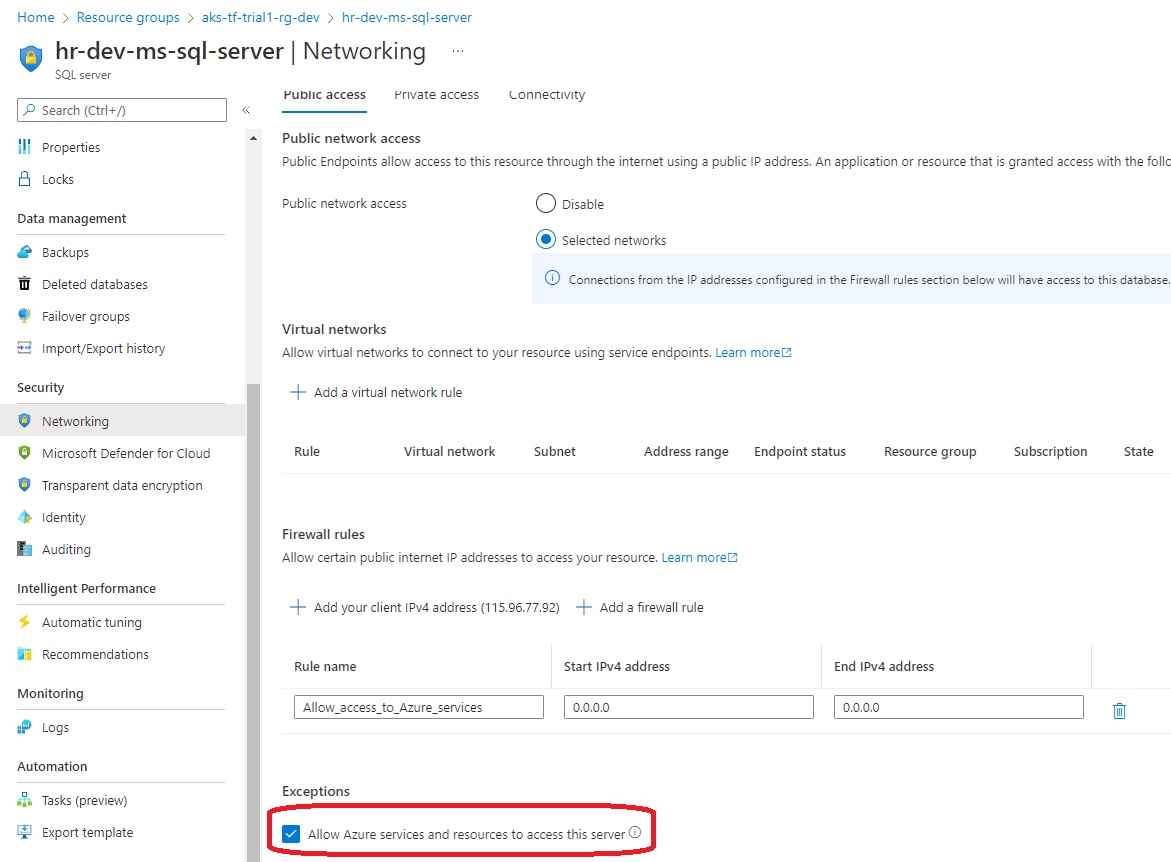 Home > Resource groups > aks-tf-trial1-rg-dev > hr-dev-ms-sql-server
hr-dev-ms-sql-server | Networking ...
SQL server
Search (Ctrl+/)
«
Properties
Locks
Data management
Backups
Deleted databases
Failover groups
Import/Export history
Security
Networking
Microsoft Defender for Cloud
Transparent data encryption
Identity
Auditing
Intelligent Performance
Automatic tuning
Recommendations
Monitoring
Logs
Automation
Tasks (preview)
Export template
Public access Private access Connectivity
Public network access
Public Endpoints allow access to this resource through the internet using a public IP address. An application or resource that is granted access with the follo
Public network access
Disable
Selected networks
Connections from the IP addresses configured in the Firewall rules section below will have access to this database.
Virtual networks
Allow virtual networks to connect to your resource using service endpoints. Learn more
+ Add a virtual network rule
Rule Virtual network Subnet Address range Endpoint status Resource group Subscription State
Firewall rules
Allow certain public internet IP addresses to access your resource. Learn more
+ Add your client IPv4 address (115.96.77.92) + Add a firewall rule
Rule name Start IPv4 address End IPv4 address
Allow_access_to_Azure_services 0.0.0.0 0.0.0.0
Exceptions
Allow Azure services and resources to access this server